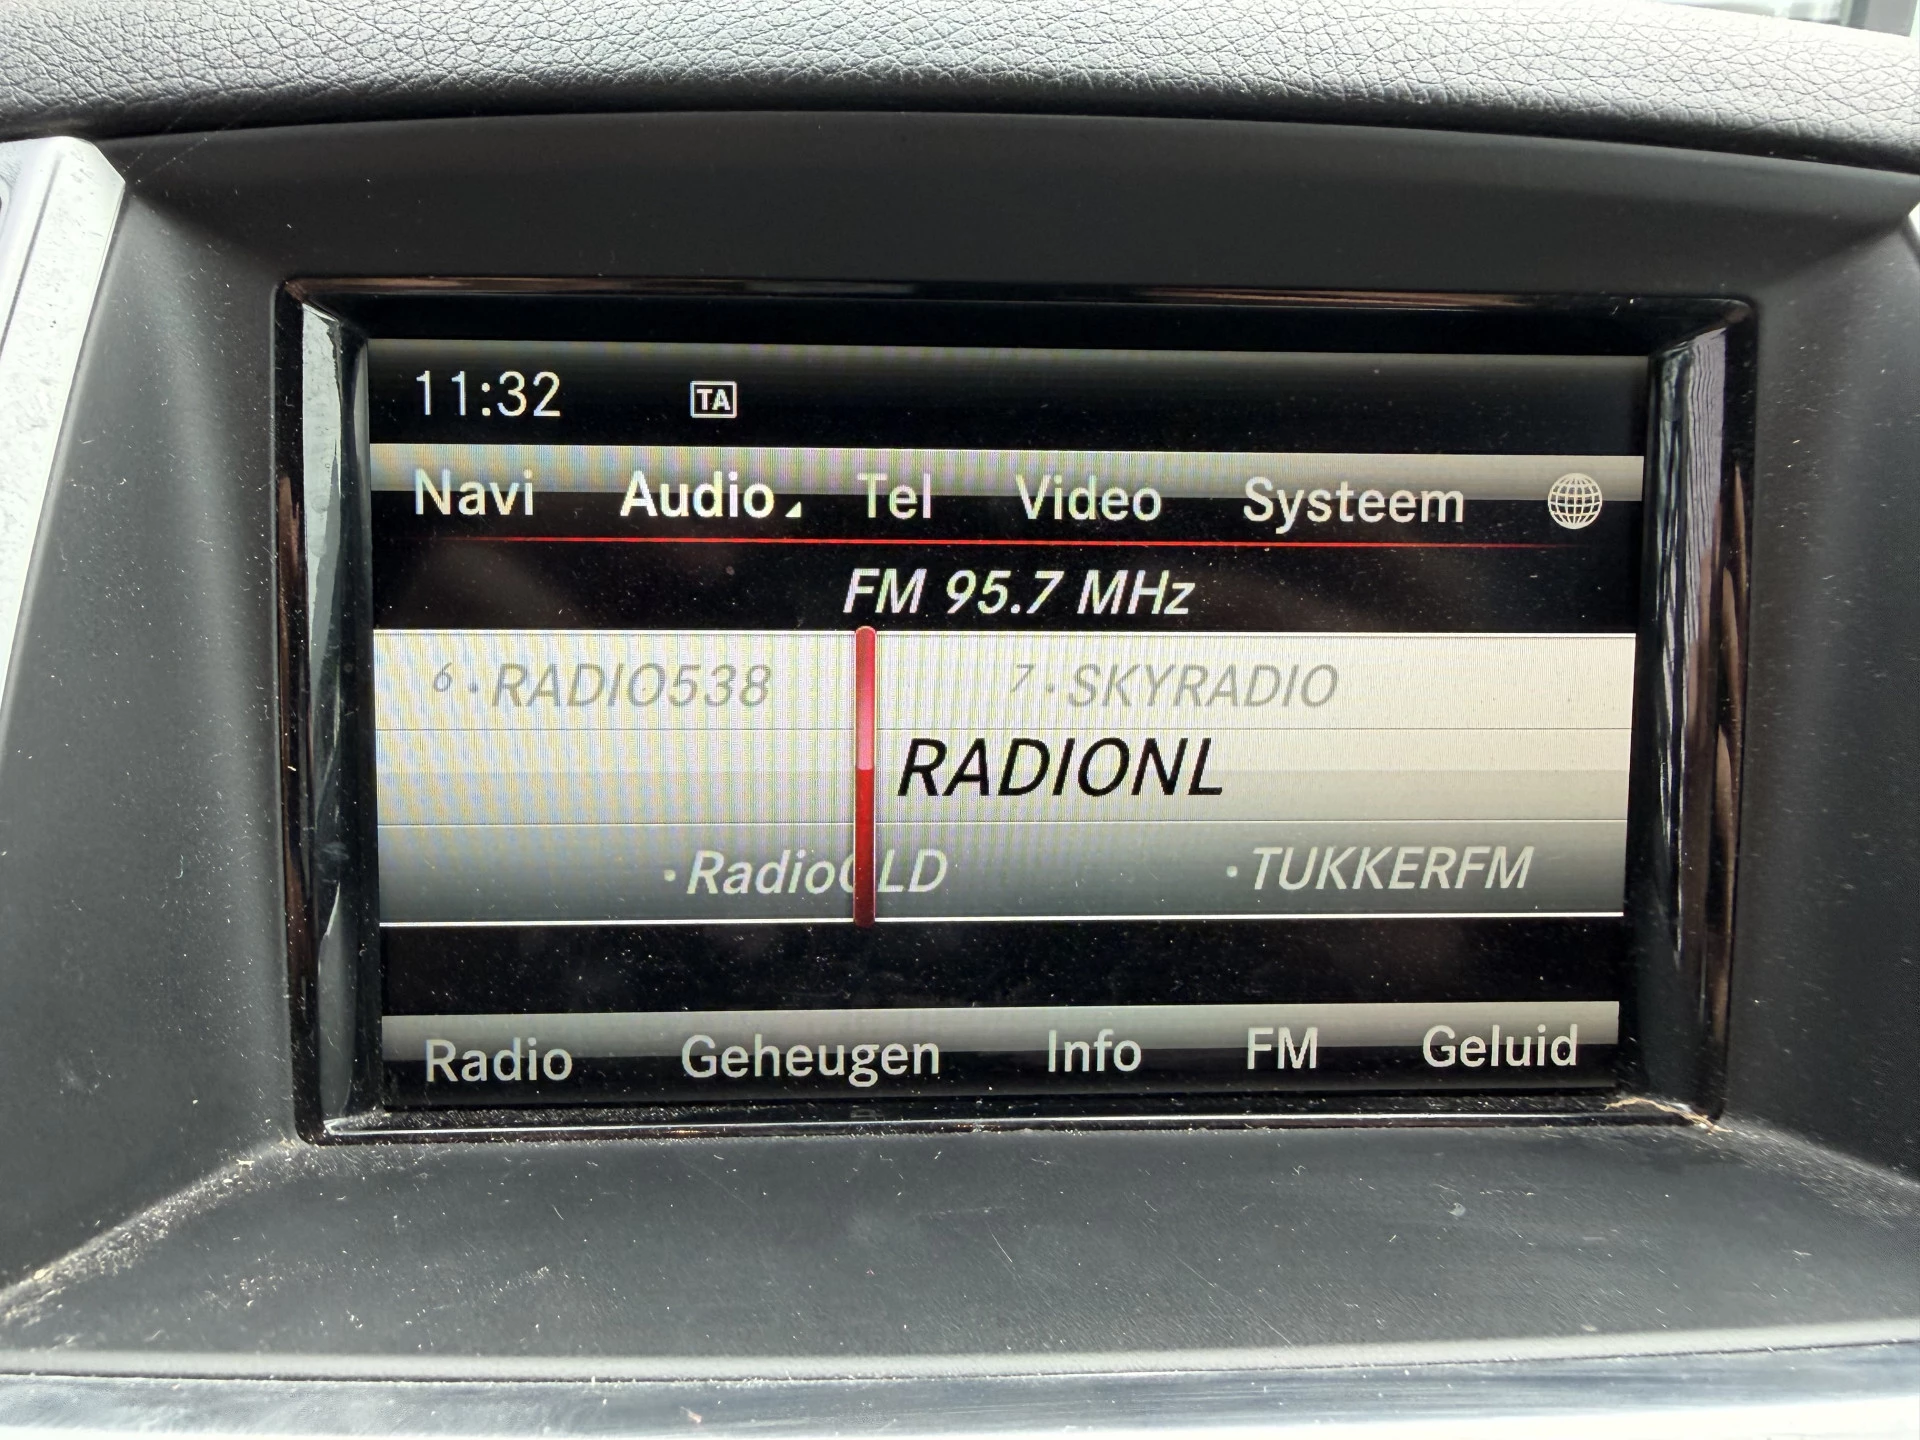 11:32 TA
Navi Audio Tel Video Systeem
FM 95.7 MHz
6 · RADIO538 7 · SKYRADIO
RADIONL
· RadioOLD · TUKKERFM
Radio Geheugen Info FM Geluid